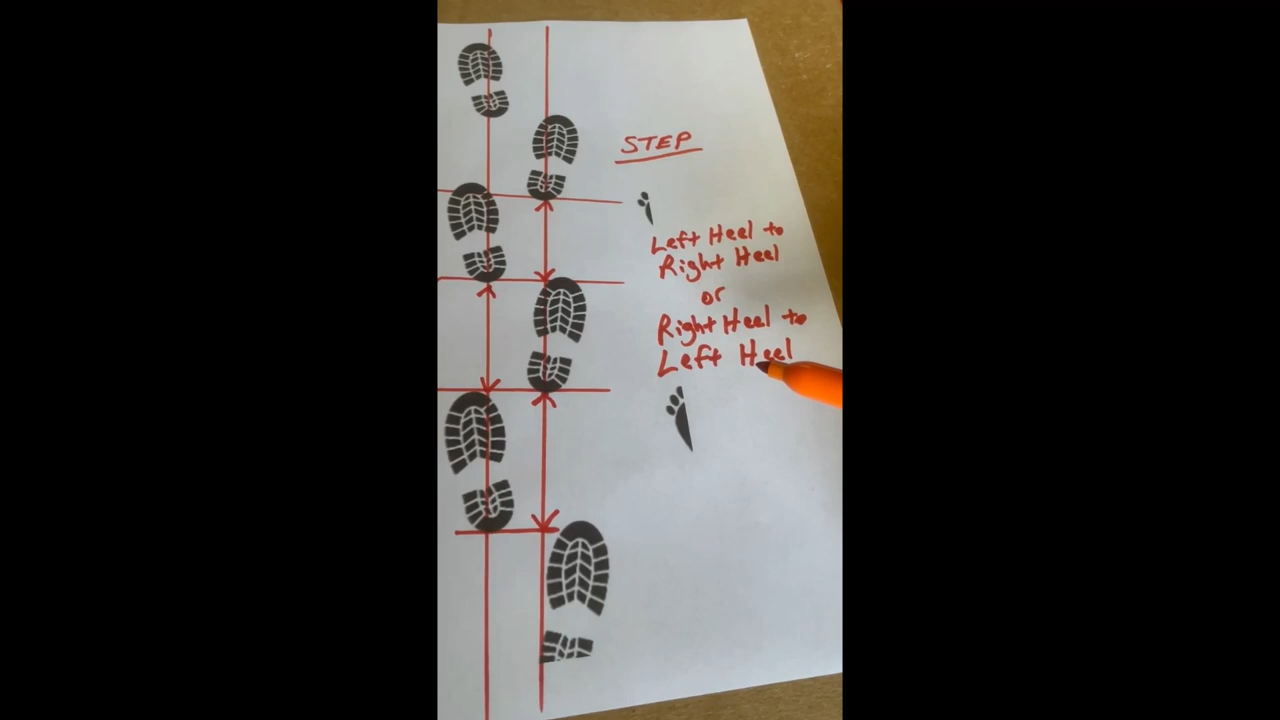 STEP
Left Heel to
Right Heel
or
Right Heel to
Left Heel